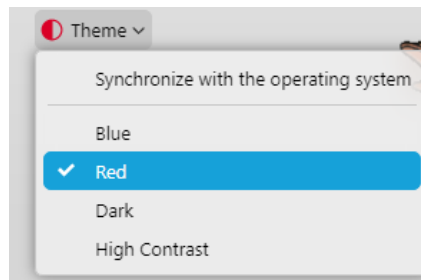 Theme
Synchronize with the operating system
Blue
Red
Dark
High Contrast